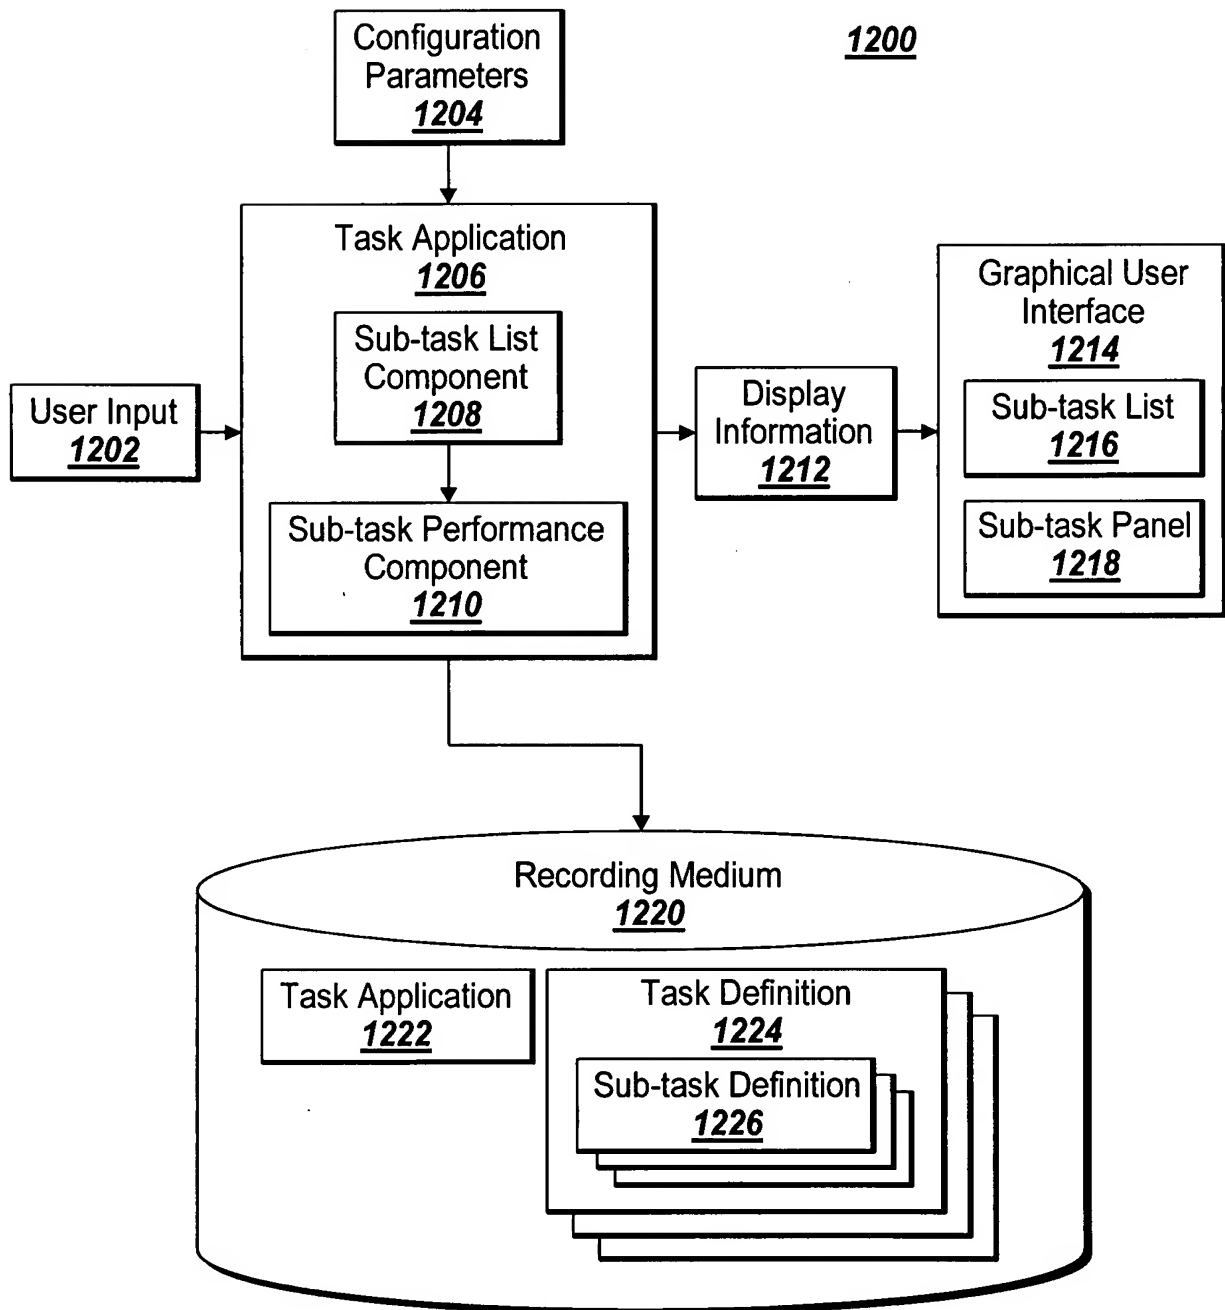 Configuration
Parameters
1204
1200
Task Application
1206
Sub-task List
Component
1208
Sub-task Performance
Component
1210
User Input
1202
Display
Information
1212
Graphical User
Interface
1214
Sub-task List
1216
Sub-task Panel
1218
Recording Medium
1220
Task Application
1222
Task Definition
1224
Sub-task Definition
1226